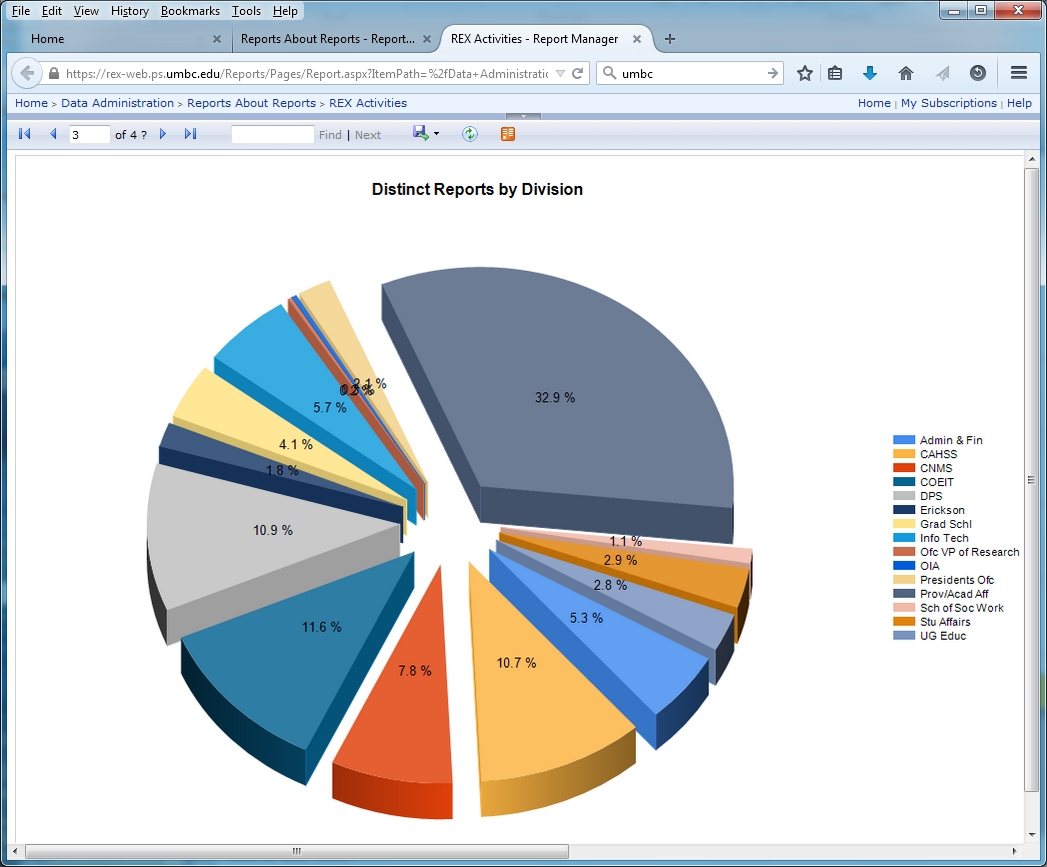 File Edit View History Bookmarks Tools Help
Home
Reports About Reports - Report...
REX Activities - Report Manager
https://rex-web.ps.umbc.edu/Reports/Pages/Report.aspx?ItemPath=%2fData+Administratio
umbc
Home > Data Administration > Reports About Reports > REX Activities
Home | My Subscriptions | Help
3 of 4 ?
Find | Next
Distinct Reports by Division
2.1 %
32.9 %
5.7 %
4.1 %
1.8 %
10.9 %
1.1 %
2.9 %
2.8 %
5.3 %
11.6 %
10.7 %
7.8 %
Admin & Fin
CAHSS
CNMS
COEIT
DPS
Erickson
Grad Schl
Info Tech
Ofc VP of Research
OIA
Presidents Ofc
Prov/Acad Aff
Sch of Soc Work
Stu Affairs
UG Educ